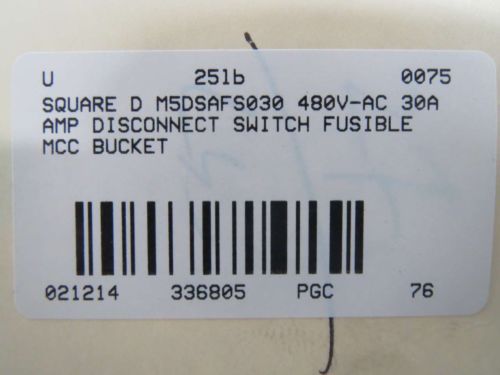 U 251b 0075
SQUARE D M5DSAFS030 480V-AC 30A
AMP DISCONNECT SWITCH FUSIBLE
MCC BUCKET
021214 336805 PGC 76